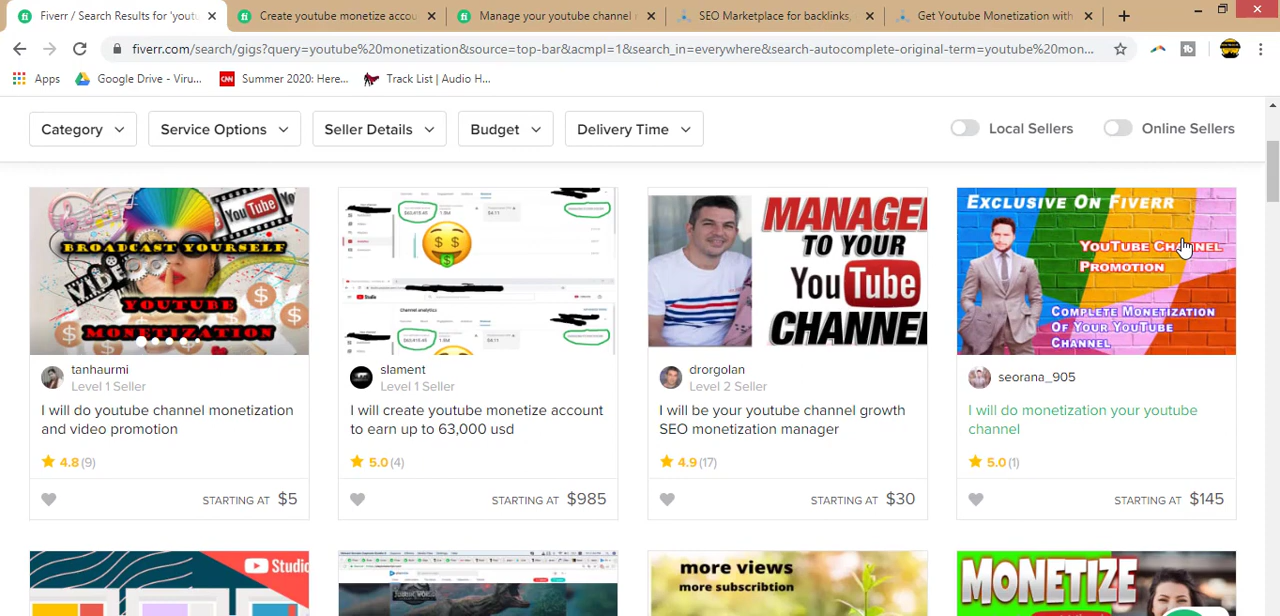 Fiverr / Search Results for 'yout
Create youtube monetize accou
Manage your youtube channel
SEO Marketplace for backlinks,
Get Youtube Monetization with
fiverr.com/search/gigs?query=youtube%20monetization&source=top-bar&acmpl=1&search_in=everywhere&search-autocomplete-original-term=youtube%20mon...
Apps
Google Drive - Viru...
CNN
Summer 2020: Here...
Track List | Audio H...
Category
Service Options
Seller Details
Budget
Delivery Time
Local Sellers
Online Sellers
YouTube
BROADCAST YOURSELF
VIDEO
YOUTUBE
MONETIZATION
Channel analytics
MANAGER
TO YOUR
YouTube
CHANNEL
Exclusive On Fiverr
YouTube Channel
Promotion
Complete Monetization
Of Your YouTube
Channel
tanhaurmi
Level 1 Seller
I will do youtube channel monetization
and video promotion
4.8 (9)
STARTING AT $5
slament
Level 1 Seller
I will create youtube monetize account
to earn up to 63,000 usd
5.0 (4)
STARTING AT $985
drorgolan
Level 2 Seller
I will be your youtube channel growth
SEO monetization manager
4.9 (17)
STARTING AT $30
seorana_905
I will do monetization your youtube
channel
5.0 (1)
STARTING AT $145
Studio
more views
more subscribtion
MONETIZE